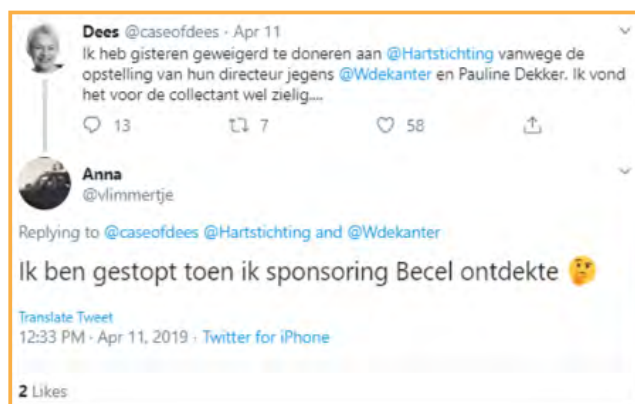 Dees @caseofdees · Apr 11
Ik heb gisteren geweigerd te doneren aan @Hartstichting vanwege de
opstelling van hun directeur jegens @Wdekanter en Pauline Dekker. Ik vond
het voor de collectant wel zielig....
13 7 58
Anna
@vlimmertje
Replying to @caseofdees @Hartstichting and @Wdekanter
Ik ben gestopt toen ik sponsoring Becel ontdekte 🤔
Translate Tweet
12:33 PM · Apr 11, 2019 · Twitter for iPhone
2 Likes